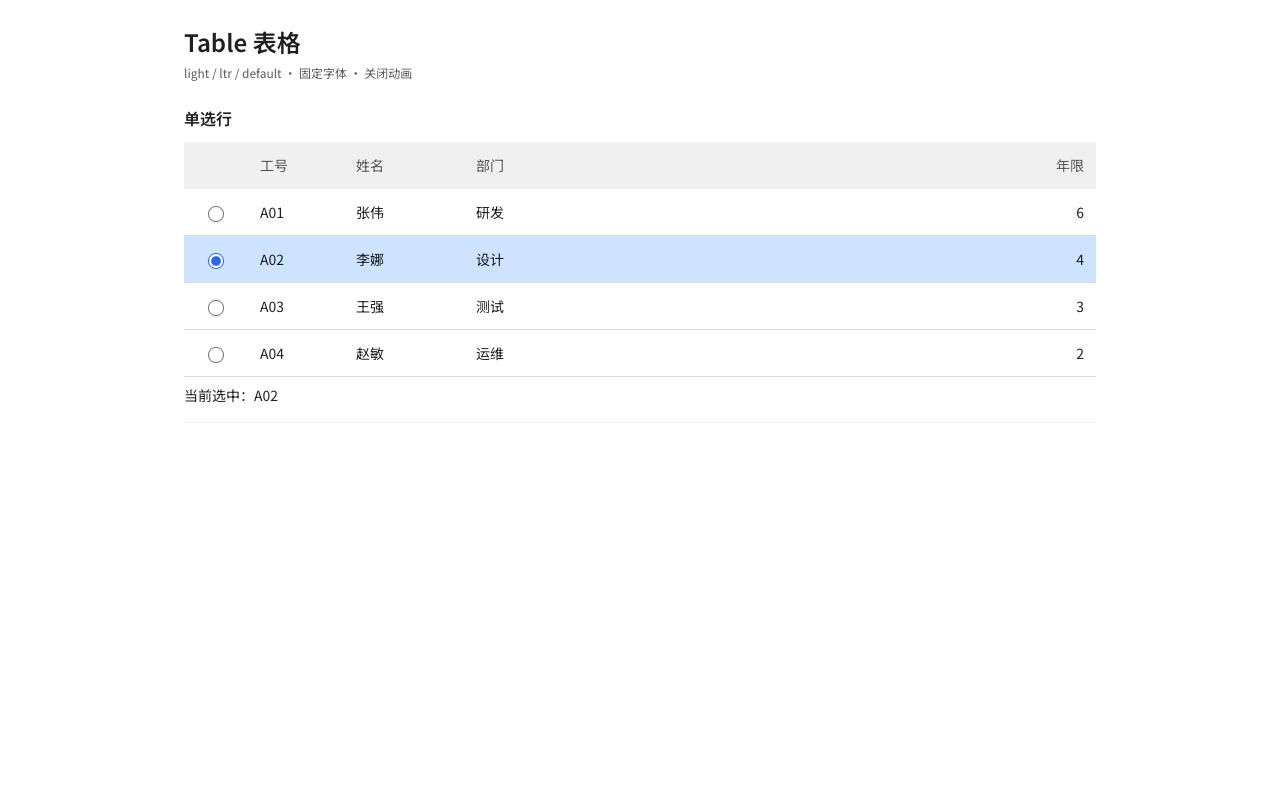 Table 表格
light / ltr / default ・ 固定字体 ・ 关闭动画
单选行
工号 姓名 部门 年限
A01 张伟 研发 6
A02 李娜 设计 4
A03 王强 测试 3
A04 赵敏 运维 2
当前选中：A02